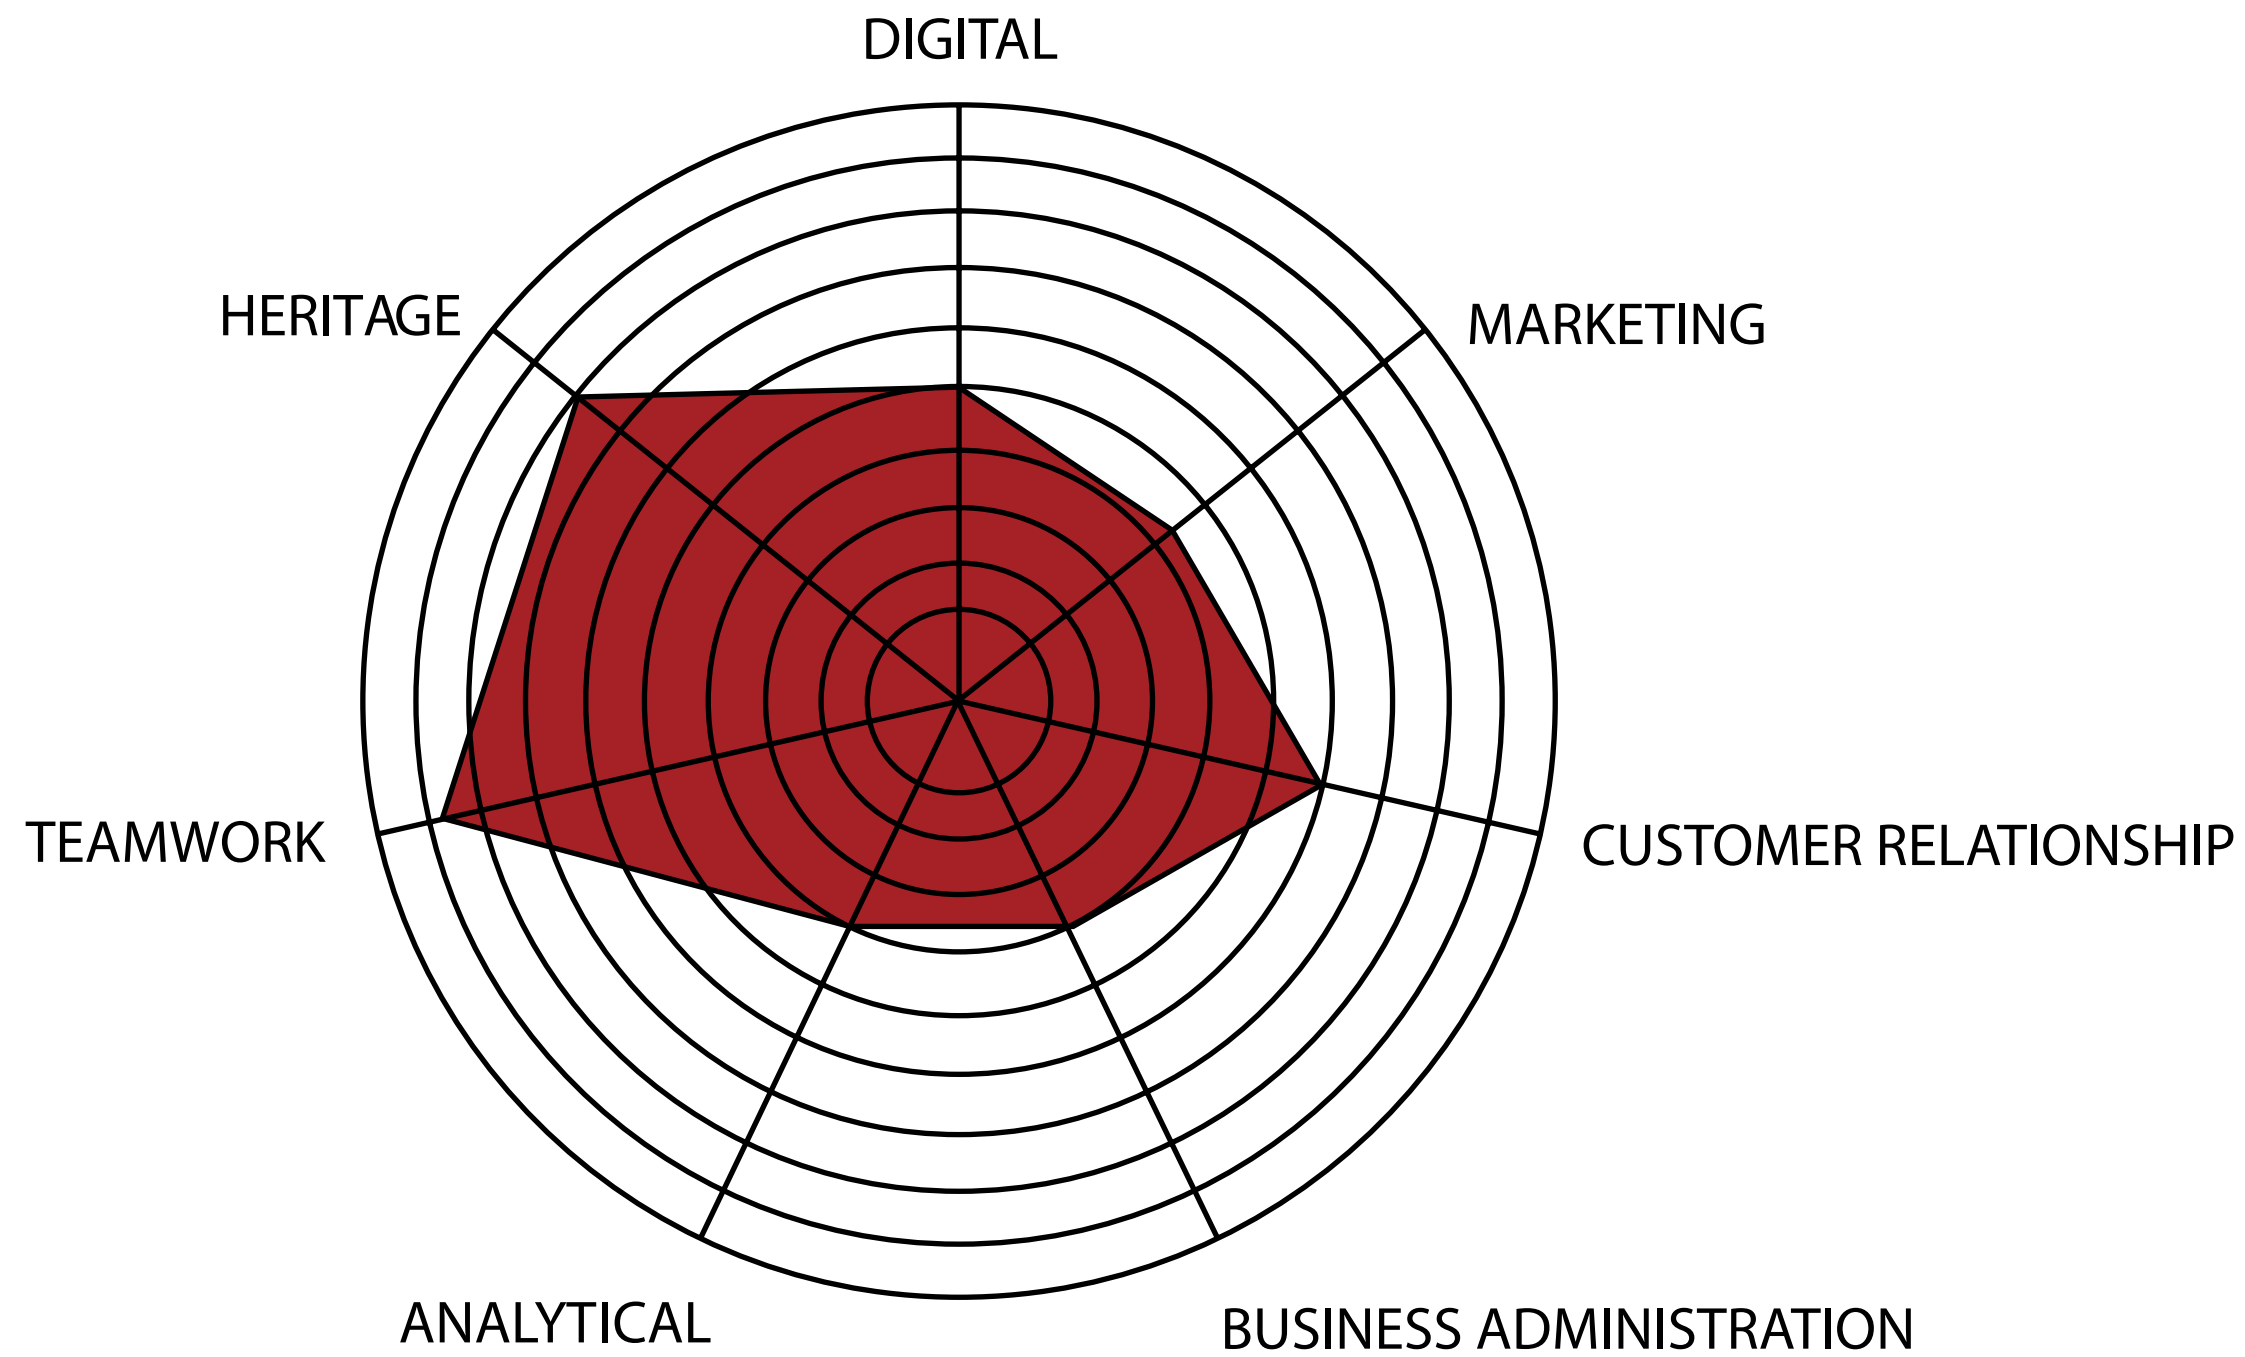 DIGITAL
HERITAGE
MARKETING
TEAMWORK
CUSTOMER RELATIONSHIP
ANALYTICAL
BUSINESS ADMINISTRATION